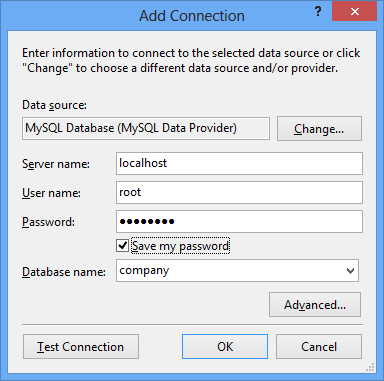 Add Connection
?
Enter information to connect to the selected data source or click
"Change" to choose a different data source and/or provider.
Data source:
MySQL Database (MySQL Data Provider)
Change...
Server name:
localhost
User name:
root
Password:
●●●●●●●●
Save my password
Database name:
company
Advanced...
Test Connection
OK
Cancel